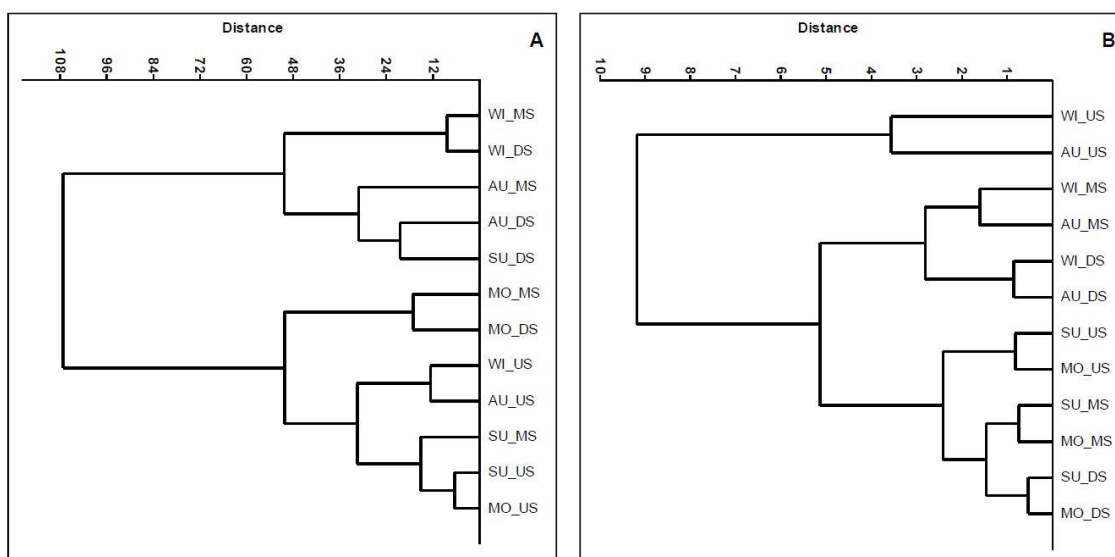 Distance
A
108 96 84 72 60 48 36 24 12
WI_MS
WI_DS
AU_MS
AU_DS
SU_DS
MO_MS
MO_DS
WI_US
AU_US
SU_MS
SU_US
MO_US
Distance
B
10 9 8 7 6 5 4 3 2 1
WI_US
AU_US
WI_MS
AU_MS
WI_DS
AU_DS
SU_US
MO_US
SU_MS
MO_MS
SU_DS
MO_DS